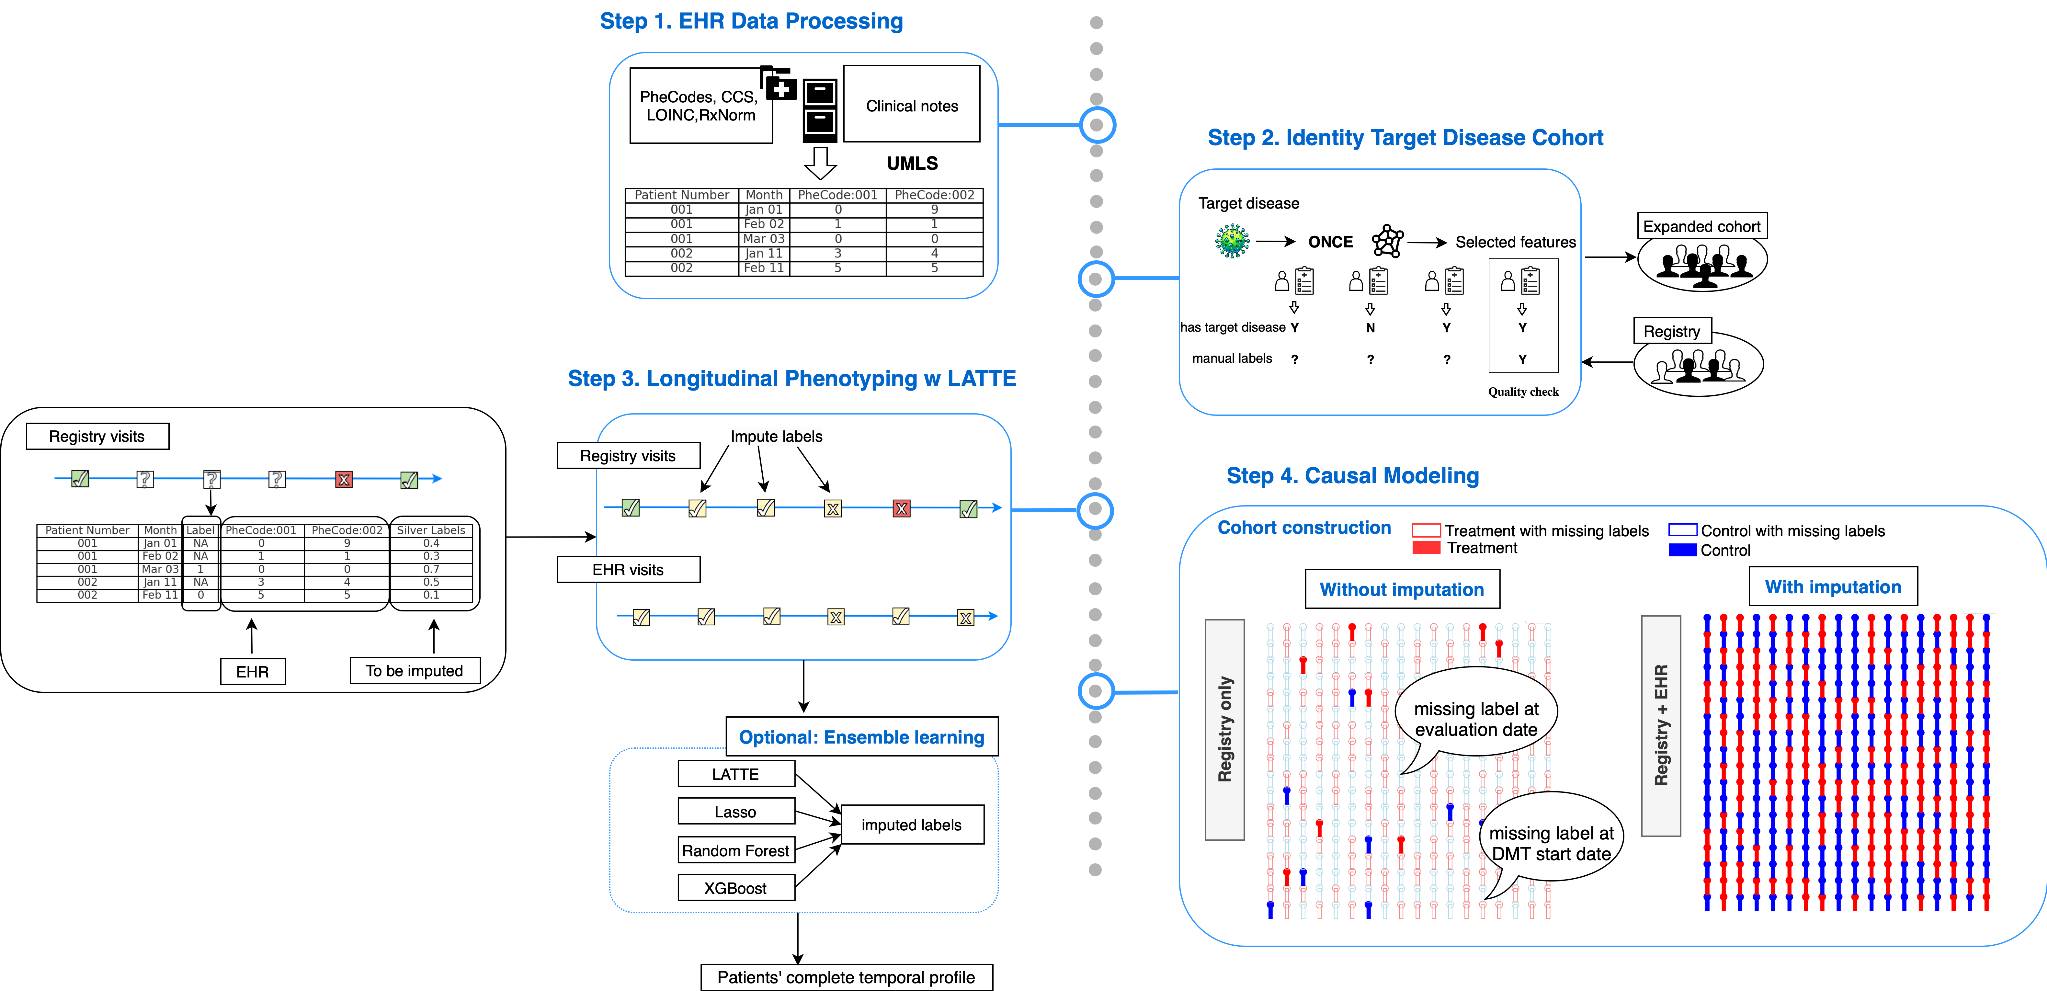 Step 1. EHR Data Processing
PheCodes, CCS,
LOINC,RxNorm
Clinical notes
UMLS
Patient Number Month PheCode:001 PheCode:002
001 Jan 01 0 9
001 Feb 02 1 1
001 Mar 03 0 0
002 Jan 11 3 4
002 Feb 11 5 5
Step 2. Identity Target Disease Cohort
Target disease
ONCE
Selected features
has target disease Y N Y Y
manual labels ? ? ? Y
Quality check
Expanded cohort
Registry
Step 3. Longitudinal Phenotyping w LATTE
Registry visits
? ? ? X
Patient Number Month Label PheCode:001 PheCode:002 Silver Labels
001 Jan 01 NA 0 9 0.4
001 Feb 02 NA 1 1 0.3
001 Mar 03 1 0 0 0.7
002 Jan 11 NA 3 4 0.5
002 Feb 11 0 5 5 0.1
EHR
To be imputed
Impute labels
Registry visits
X X
EHR visits
X X
Optional: Ensemble learning
LATTE
Lasso
Random Forest
XGBoost
imputed labels
Patients' complete temporal profile
Step 4. Causal Modeling
Cohort construction
Treatment with missing labels
Treatment
Control with missing labels
Control
Without imputation
With imputation
Registry only
missing label at
evaluation date
missing label at
DMT start date
Registry + EHR